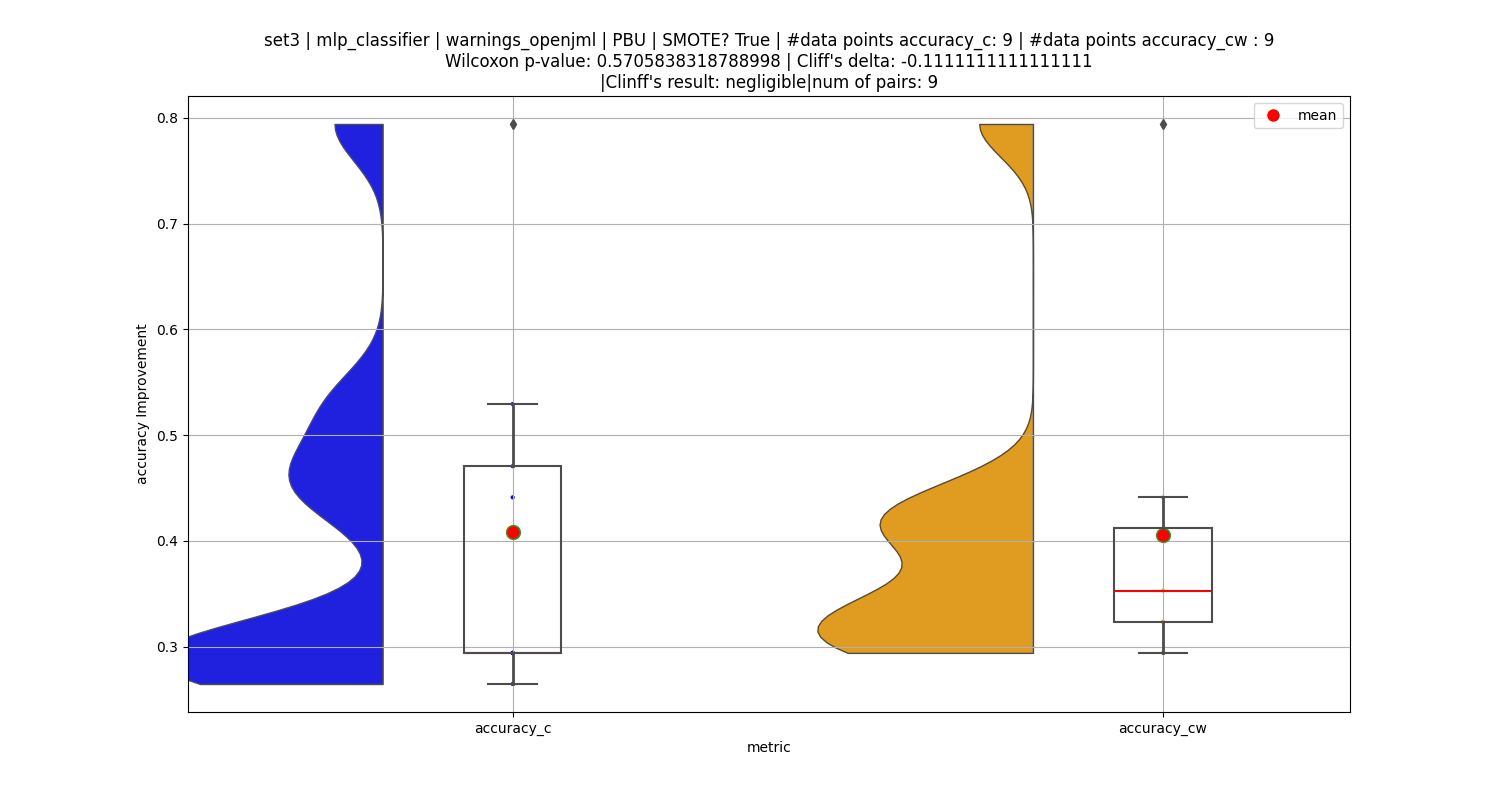 set3 | mlp_classifier | warnings_openjml | PBU | SMOTE? True | #data points accuracy_c: 9 | #data points accuracy_cw : 9
Wilcoxon p-value: 0.5705838318788998 | Cliff's delta: -0.1111111111111111
|Clinff's result: negligible|num of pairs: 9
mean
0.8
0.7
0.6
0.5
0.4
0.3
accuracy Improvement
accuracy_c
accuracy_cw
metric